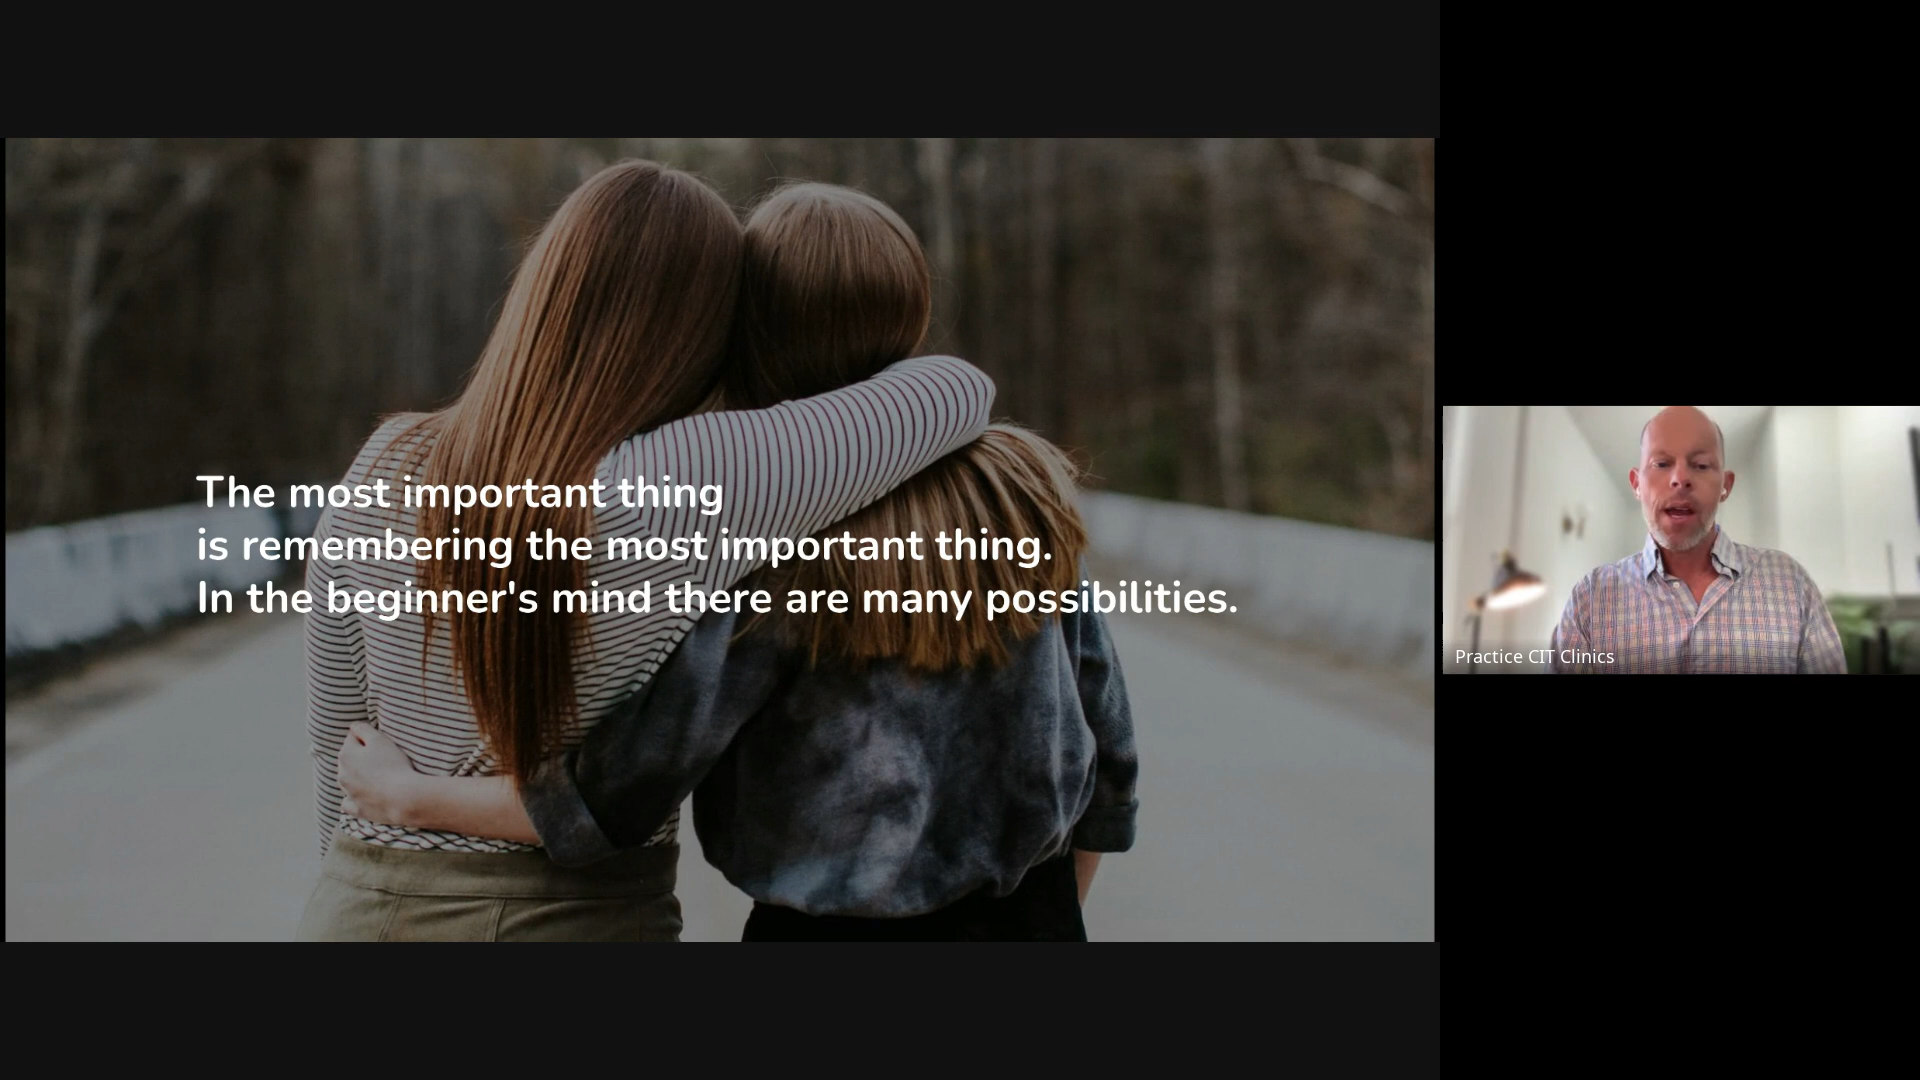 The most important thing
is remembering the most important thing.
In the beginner's mind there are many possibilities.
Practice CIT Clinics